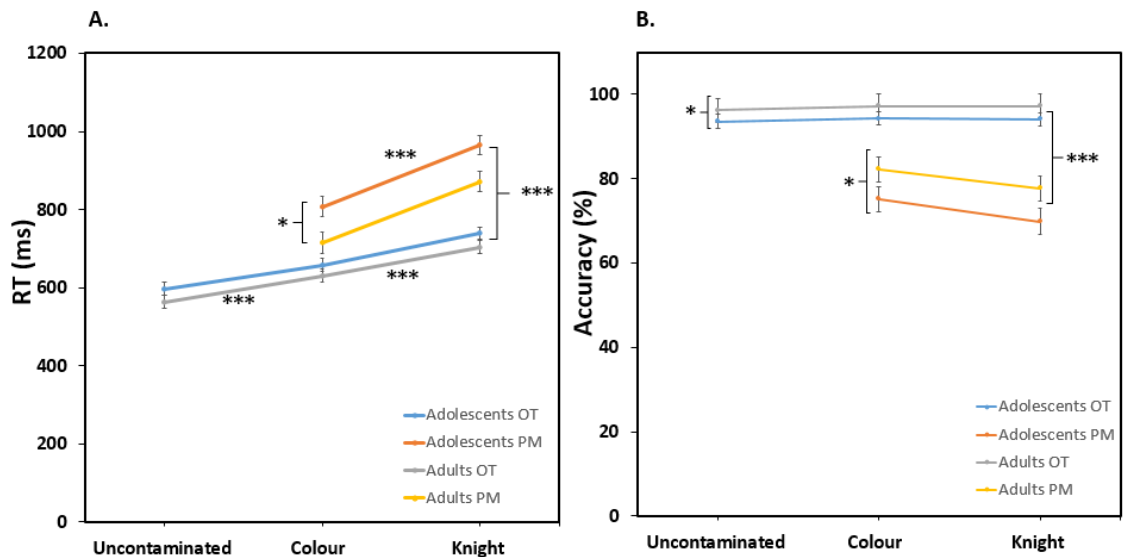 A.
1200
1000
800
600
400
200
0
RT (ms)
***
*
***
***
***
Adolescents OT
Adolescents PM
Adults OT
Adults PM
Uncontaminated Colour Knight
B.
100
80
60
40
20
0
Accuracy (%)
*
*
***
Adolescents OT
Adolescents PM
Adults OT
Adults PM
Uncontaminated Colour Knight